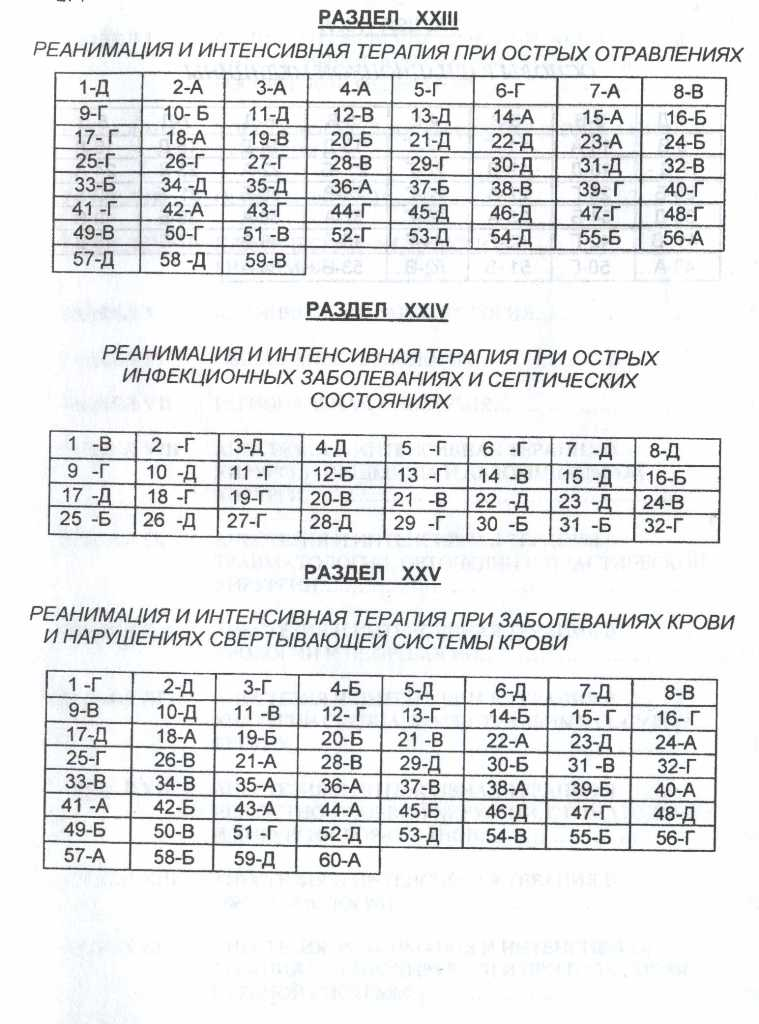 РАЗДЕЛ XXIII
РЕАНИМАЦИЯ И ИНТЕНСИВНАЯ ТЕРАПИЯ ПРИ ОСТРЫХ ОТРАВЛЕНИЯХ
1-Д 2-А 3-А 4-А 5-Г 6-Г 7-А 8-В
9-Г 10-Б 11-Д 12-В 13-Д 14-А 15-А 16-Б
17-Г 18-А 19-В 20-Б 21-Д 22-Д 23-А 24-Б
25-Г 26-Г 27-Г 28-В 29-Г 30-Д 31-Д 32-В
33-Б 34-Д 35-Д 36-А 37-Б 38-В 39-Г 40-Г
41-Г 42-А 43-Г 44-Г 45-Д 46-Д 47-Г 48-Г
49-В 50-Г 51-В 52-Г 53-Д 54-Д 55-Б 56-А
57-Д 58-Д 59-В
РАЗДЕЛ XXIV
РЕАНИМАЦИЯ И ИНТЕНСИВНАЯ ТЕРАПИЯ ПРИ ОСТРЫХ
ИНФЕКЦИОННЫХ ЗАБОЛЕВАНИЯХ И СЕПТИЧЕСКИХ
СОСТОЯНИЯХ
1 -В 2 -Г 3-Д 4-Д 5 -Г 6 -Г 7 -Д 8-Д
9 -Г 10 -Д 11-Г 12-Б 13 -Г 14 -В 15 -Д 16-Б
17 -Д 18 -Г 19-Г 20-В 21 -В 22 -Д 23 -Д 24-В
25 -Б 26 -Д 27-Г 28-Д 29 -Г 30 -Б 31 -Б 32-Г
РАЗДЕЛ XXV
РЕАНИМАЦИЯ И ИНТЕНСИВНАЯ ТЕРАПИЯ ПРИ ЗАБОЛЕВАНИЯХ КРОВИ
И НАРУШЕНИЯХ СВЕРТЫВАЮЩЕЙ СИСТЕМЫ КРОВИ
1 -Г 2-Д 3-Г 4-Б 5-Д 6-Д 7-Д 8-В
9-В 10-Д 11 -В 12-Г 13-Г 14-Б 15-Г 16- Г
17-Д 18-А 19-Б 20-Б 21 -В 22-А 23-Д 24-А
25-Г 26-В 21-А 28-В 29-Д 30-Б 31 -В 32-Г
33-В 34-В 35-А 36-А 37-Б 38-А 39-Б 40-А
41 -А 42-Б 43-А 44-А 45-Б 46-Д 47-Г 48-Д
49-Б 50-В 51-Г 52-Д 53-Д 54-В 55-Б 56-Г
57-А 58-Б 59-Д 60-А